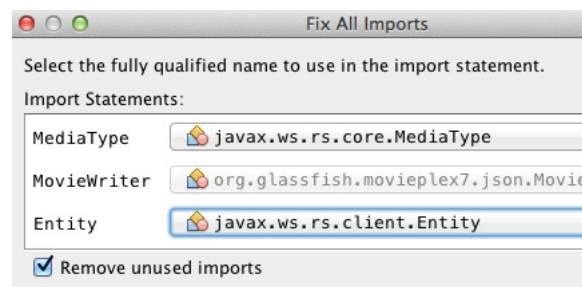 Fix All Imports
Select the fully qualified name to use in the import statement.
Import Statements:
MediaType javax.ws.rs.core.MediaType
MovieWriter org.glassfish.movieplex7.json.Movie
Entity javax.ws.rs.client.Entity
Remove unused imports